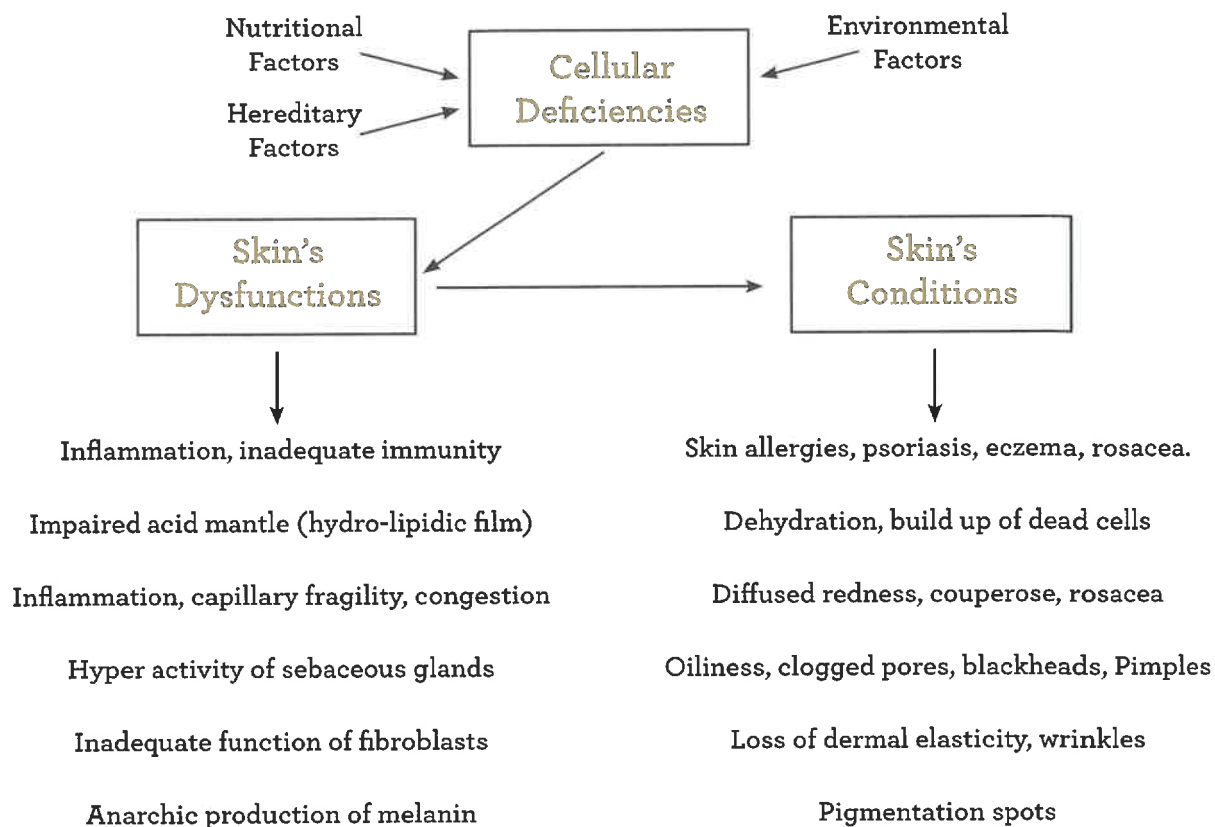 Nutritional
Factors
Environmental
Factors
Cellular
Deficiencies
Hereditary
Factors
Skin's
Dysfunctions
Skin's
Conditions
Inflammation, inadequate immunity
Skin allergies, psoriasis, eczema, rosacea.
Impaired acid mantle (hydro-lipidic film)
Dehydration, build up of dead cells
Inflammation, capillary fragility, congestion
Diffused redness, couperose, rosacea
Hyper activity of sebaceous glands
Oiliness, clogged pores, blackheads, Pimples
Inadequate function of fibroblasts
Loss of dermal elasticity, wrinkles
Anarchic production of melanin
Pigmentation spots